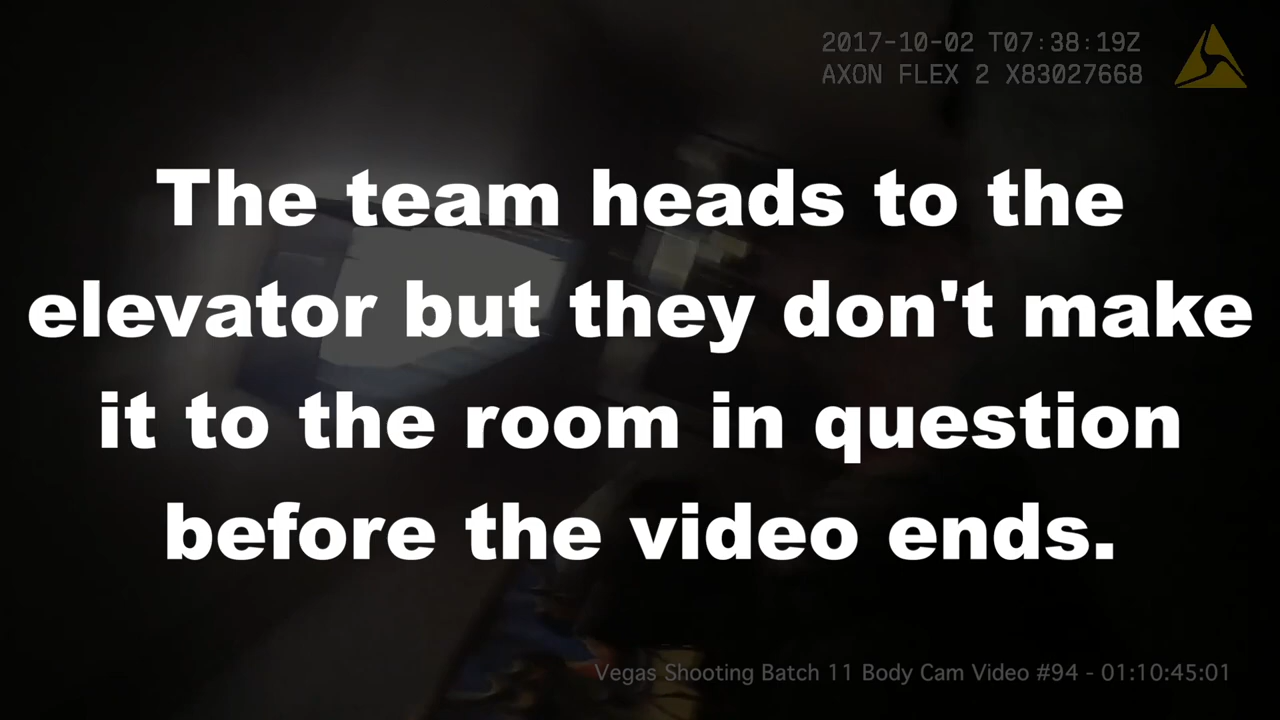 2017-10-02 T07:38:19Z
AXON FLEX 2 X83027668
The team heads to the
elevator but they don't make
it to the room in question
before the video ends.
Vegas Shooting Batch 11 Body Cam Video #94 - 01:10:45:01